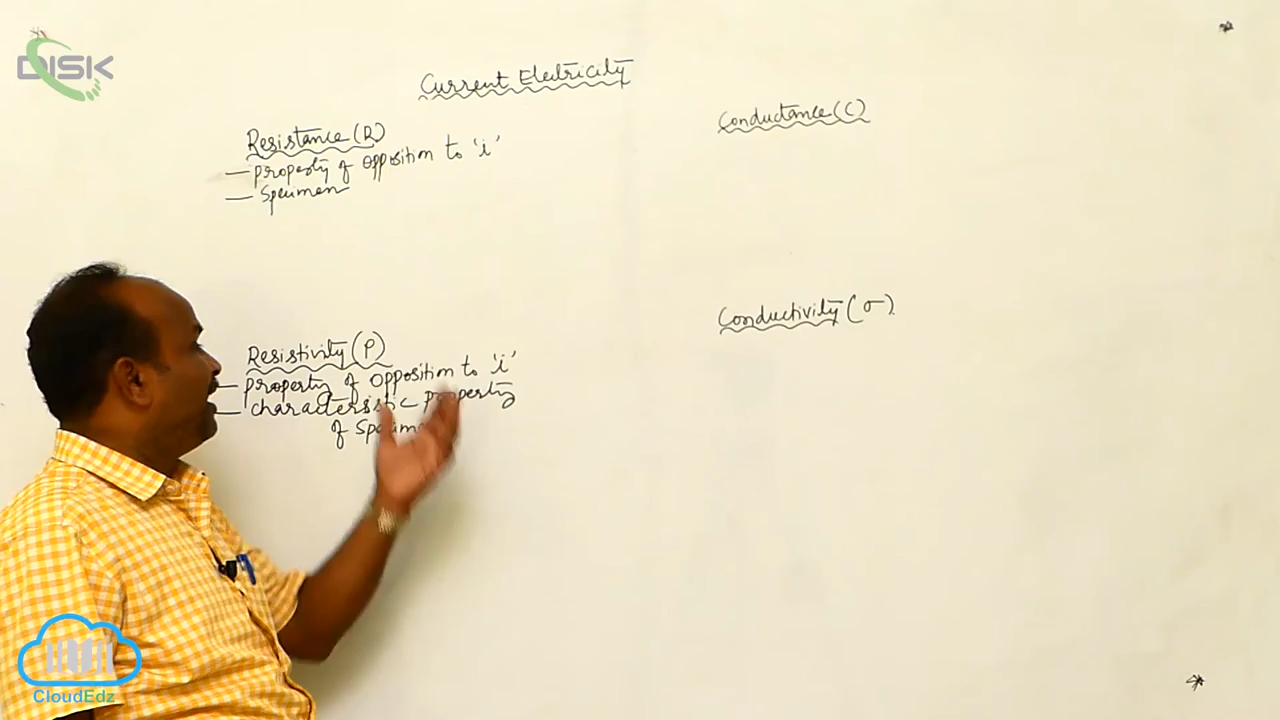 DISK
Current Electricity
Resistance (R)
— property of opposition to 'i'
— Specimen
Conductance (C)
Resistivity (ρ)
— property of opposition to 'i'
— characteristic property
of Specimen
Conductivity (σ)
CloudEdz